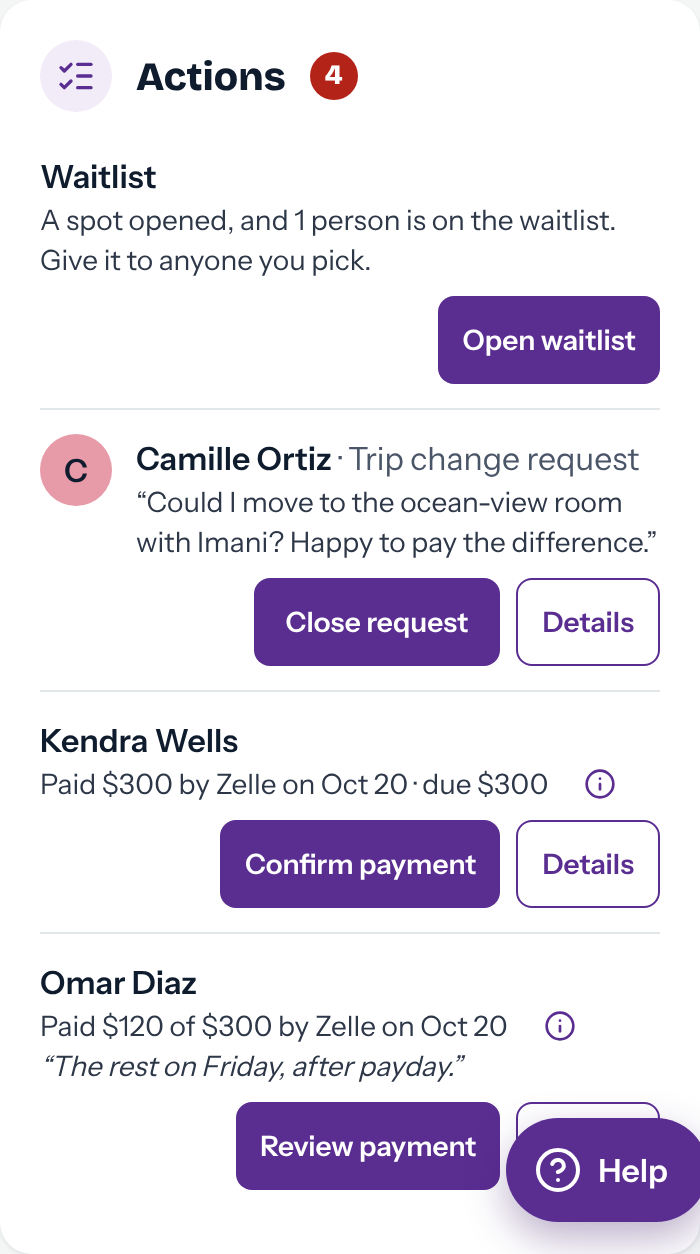 Actions 4
Waitlist
A spot opened, and 1 person is on the waitlist.
Give it to anyone you pick.
Open waitlist
C
Camille Ortiz · Trip change request
“Could I move to the ocean-view room
with Imani? Happy to pay the difference.”
Close request Details
Kendra Wells
Paid $300 by Zelle on Oct 20 · due $300
Confirm payment Details
Omar Diaz
Paid $120 of $300 by Zelle on Oct 20
“The rest on Friday, after payday.”
Review payment
Help